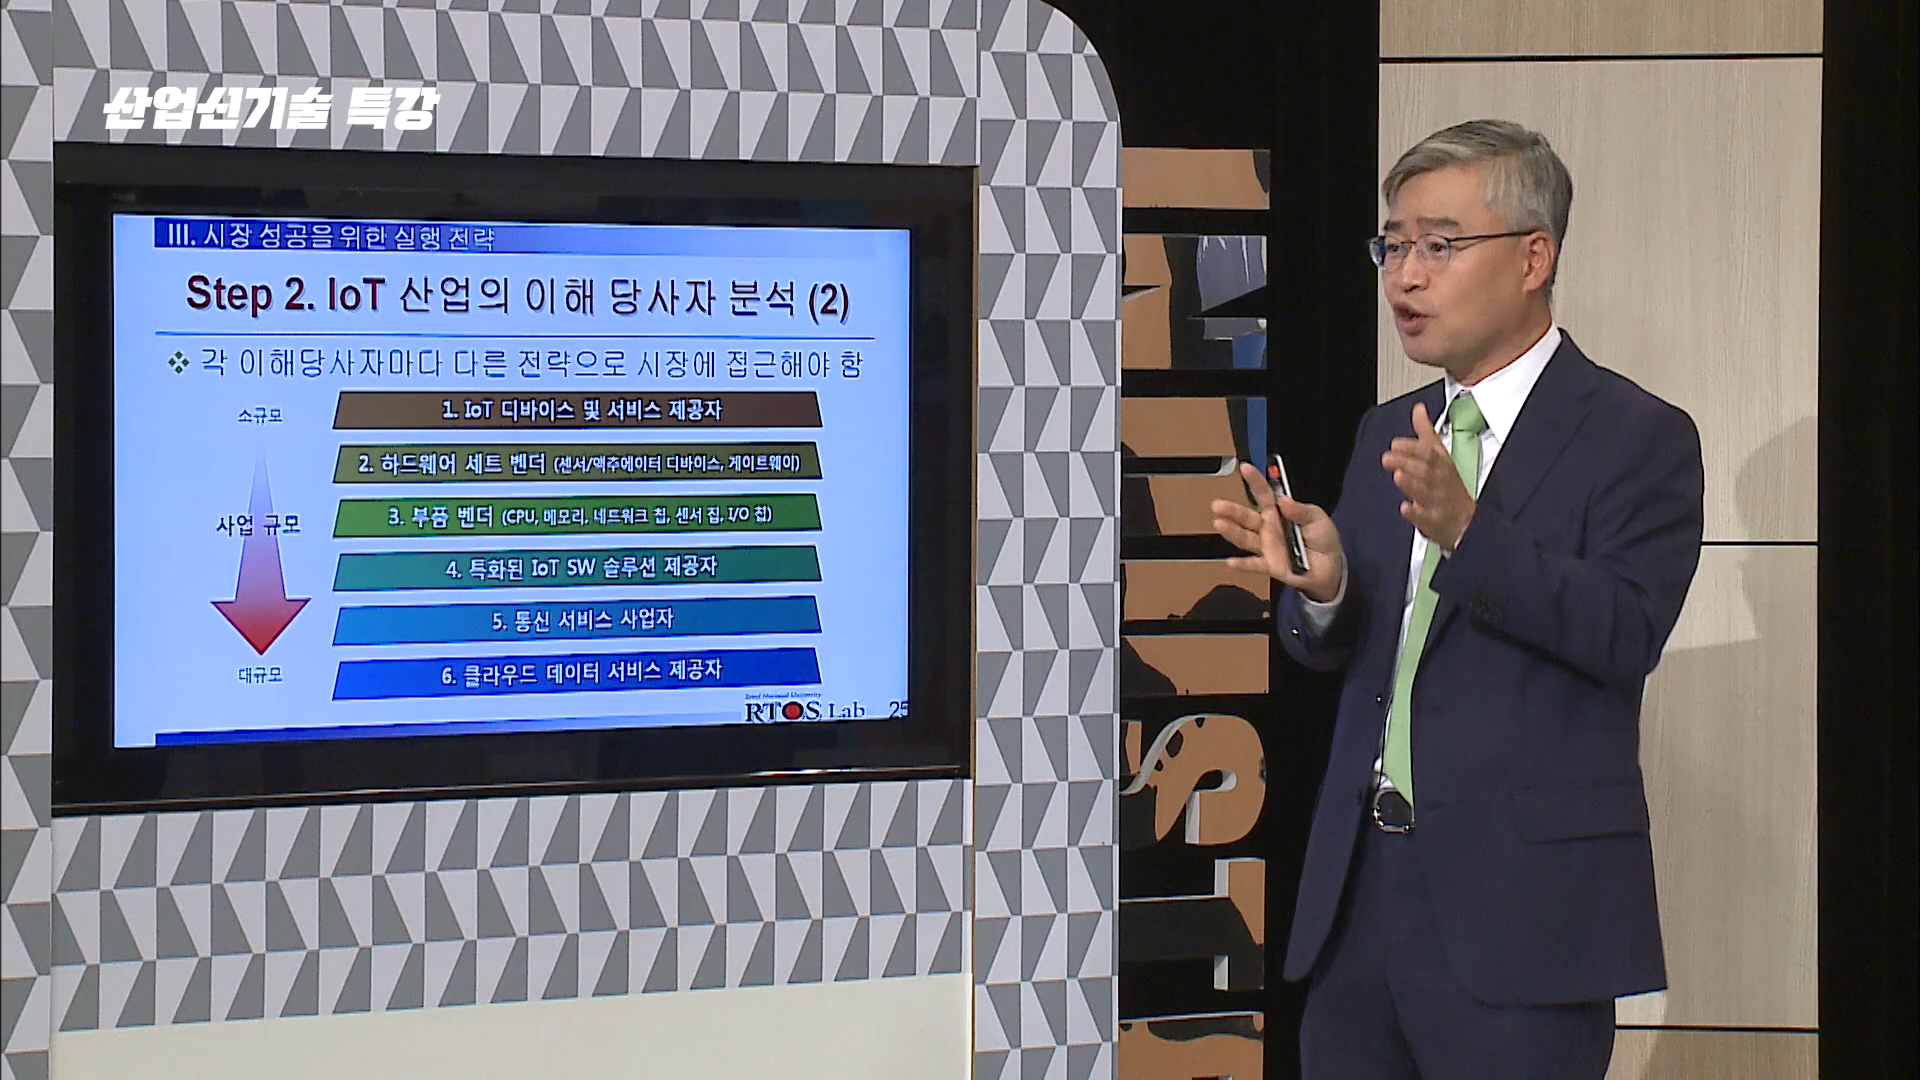 산업신기술 특강
III. 시장 성공을 위한 실행 전략
Step 2. IoT 산업의 이해 당사자 분석 (2)
각 이해당사자마다 다른 전략으로 시장에 접근해야 함
소규모
1. IoT 디바이스 및 서비스 제공자
2. 하드웨어 세트 벤더 (센서/액추에이터 디바이스, 게이트웨이)
사업 규모
3. 부품 벤더 (CPU, 메모리, 네트워크 칩, 센서 칩, I/O 칩)
4. 특화된 IoT SW 솔루션 제공자
5. 통신 서비스 사업자
대규모
6. 클라우드 데이터 서비스 제공자
Seoul National University
RTOS Lab 25